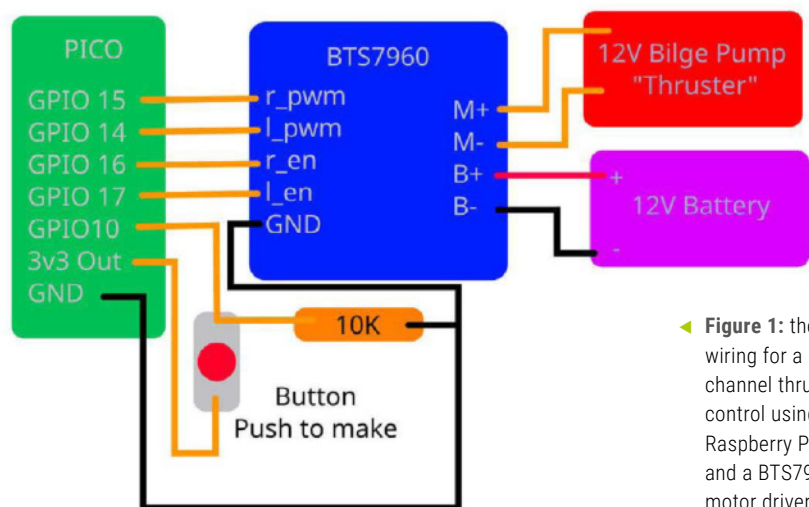 PICO
GPIO 15
GPIO 14
GPIO 16
GPIO 17
GPIO10
3v3 Out
GND
BTS7960
r_pwm
l_pwm
r_en
l_en
GND
M+
M-
B+
B-
12V Bilge Pump
"Thruster"
+
12V Battery
-
10K
Button
Push to make
Figure 1: the
wiring for a
channel thru
control using
Raspberry P
and a BTS79
motor driver